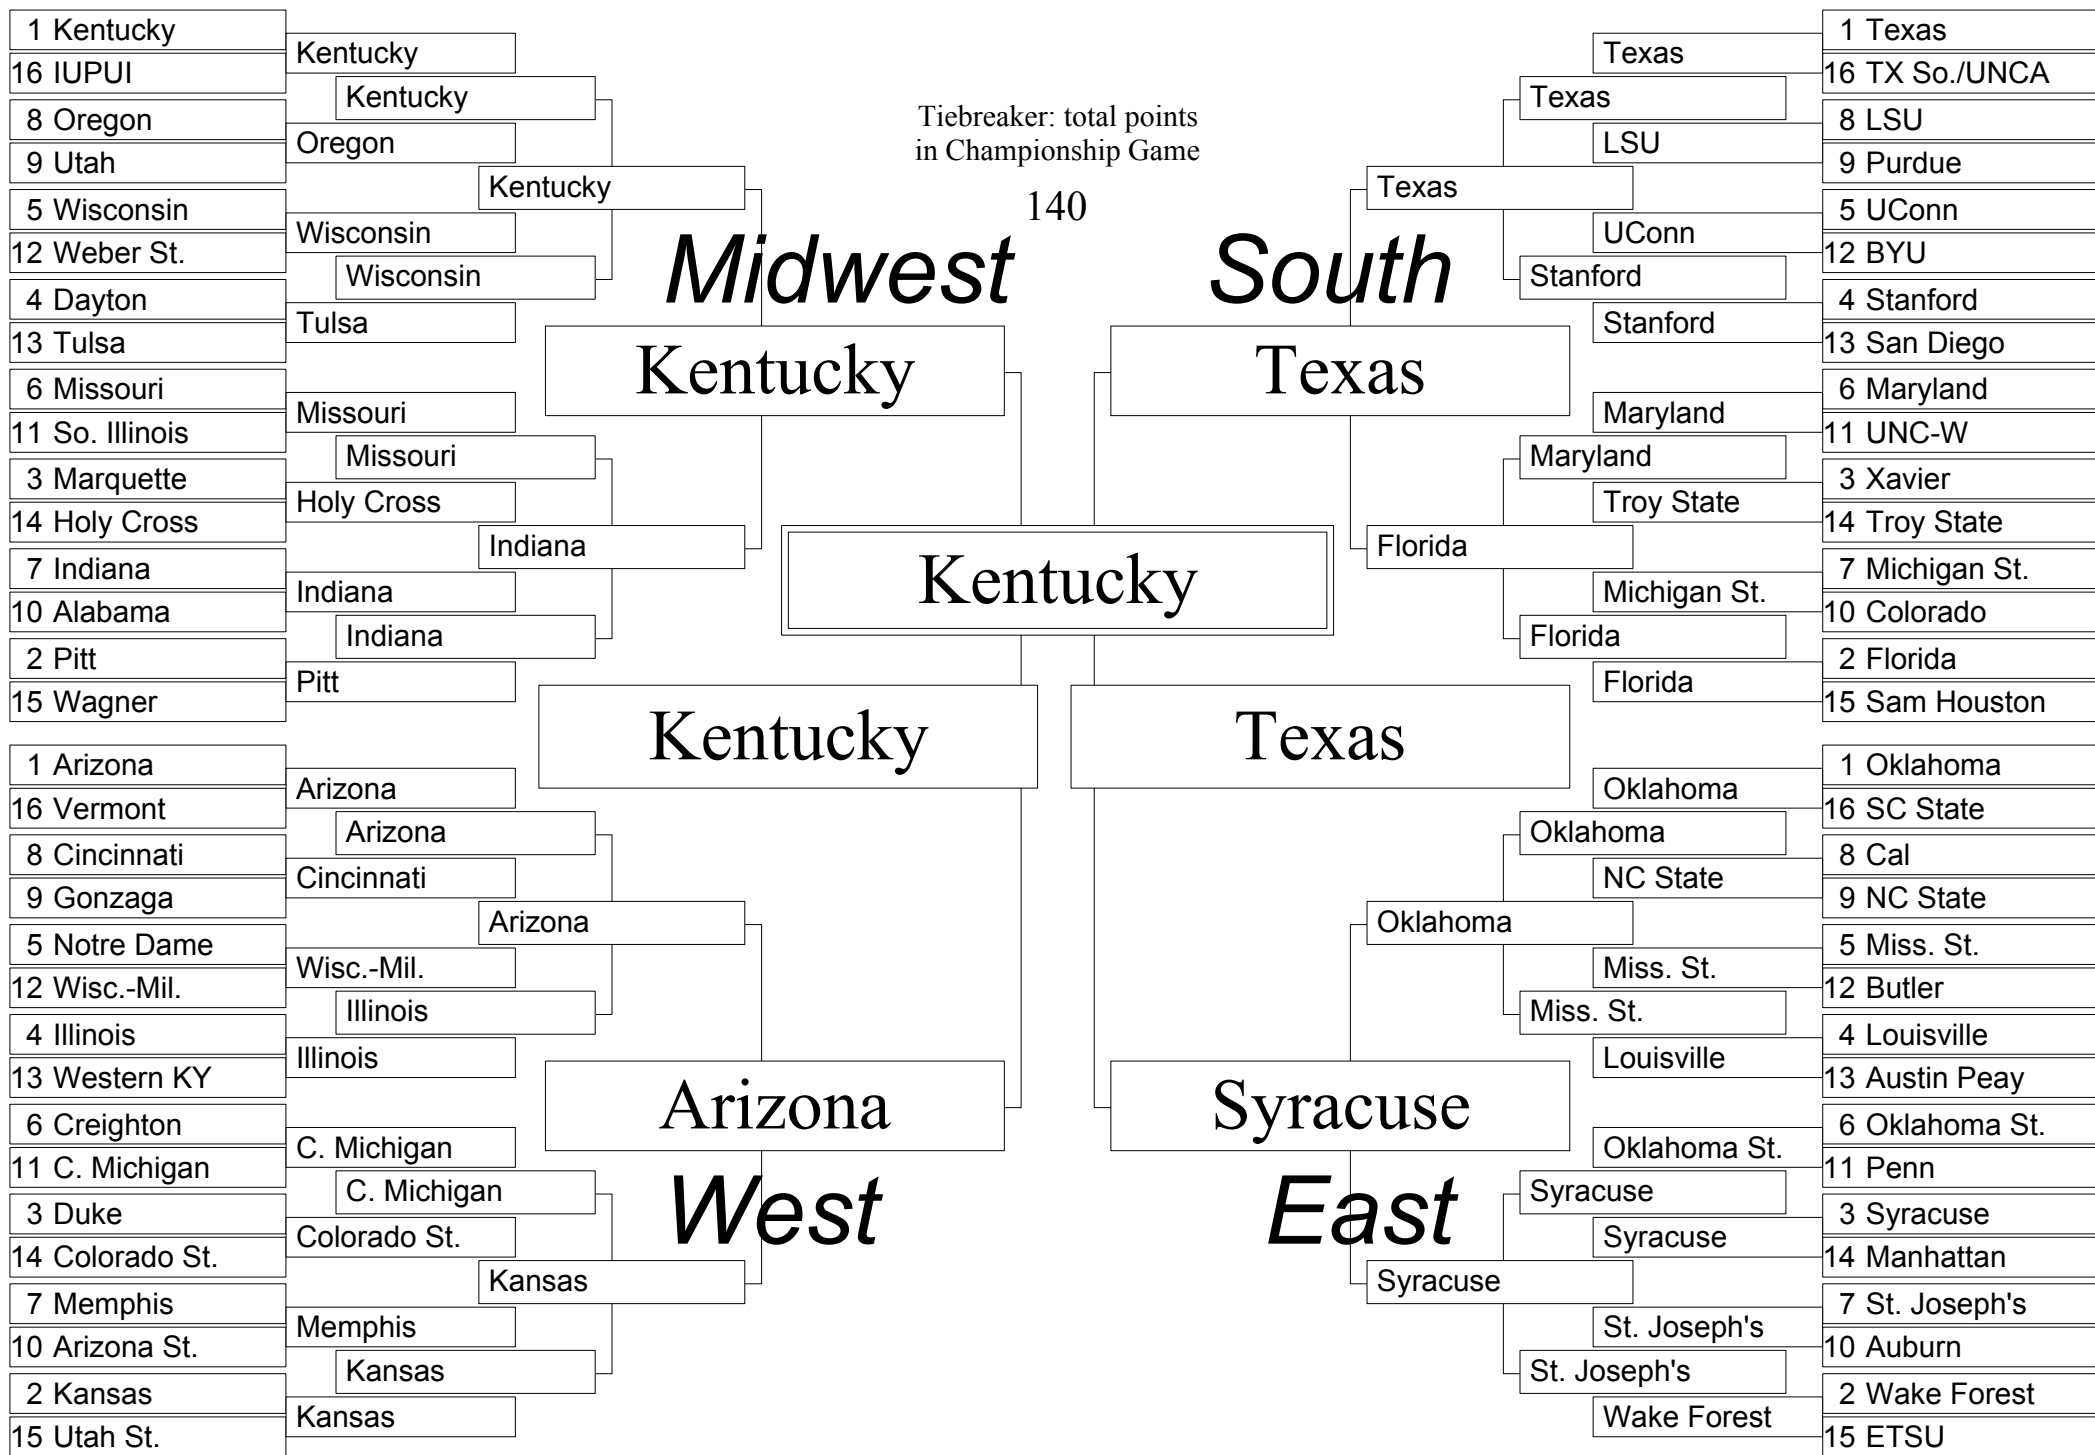 1 Kentucky
16 IUPUI
8 Oregon
9 Utah
5 Wisconsin
12 Weber St.
4 Dayton
13 Tulsa
6 Missouri
11 So. Illinois
3 Marquette
14 Holy Cross
7 Indiana
10 Alabama
2 Pitt
15 Wagner
Kentucky
Oregon
Wisconsin
Tulsa
Missouri
Holy Cross
Indiana
Pitt
Kentucky
Wisconsin
Missouri
Indiana
Kentucky
Indiana
Midwest
Kentucky
1 Arizona
16 Vermont
8 Cincinnati
9 Gonzaga
5 Notre Dame
12 Wisc.-Mil.
4 Illinois
13 Western KY
6 Creighton
11 C. Michigan
3 Duke
14 Colorado St.
7 Memphis
10 Arizona St.
2 Kansas
15 Utah St.
Arizona
Cincinnati
Wisc.-Mil.
Illinois
C. Michigan
Colorado St.
Memphis
Kansas
Arizona
Illinois
C. Michigan
Kansas
Arizona
Kansas
Arizona
West
Tiebreaker: total points
in Championship Game
140
Kentucky
Kentucky
Texas
South
Texas
Texas
Florida
Texas
Stanford
Maryland
Florida
Texas
LSU
UConn
Stanford
Maryland
Troy State
Michigan St.
Florida
1 Texas
16 TX So./UNCA
8 LSU
9 Purdue
5 UConn
12 BYU
4 Stanford
13 San Diego
6 Maryland
11 UNC-W
3 Xavier
14 Troy State
7 Michigan St.
10 Colorado
2 Florida
15 Sam Houston
Syracuse
East
Oklahoma
Syracuse
Oklahoma
Miss. St.
Syracuse
St. Joseph's
Oklahoma
NC State
Miss. St.
Louisville
Oklahoma St.
Syracuse
St. Joseph's
Wake Forest
1 Oklahoma
16 SC State
8 Cal
9 NC State
5 Miss. St.
12 Butler
4 Louisville
13 Austin Peay
6 Oklahoma St.
11 Penn
3 Syracuse
14 Manhattan
7 St. Joseph's
10 Auburn
2 Wake Forest
15 ETSU